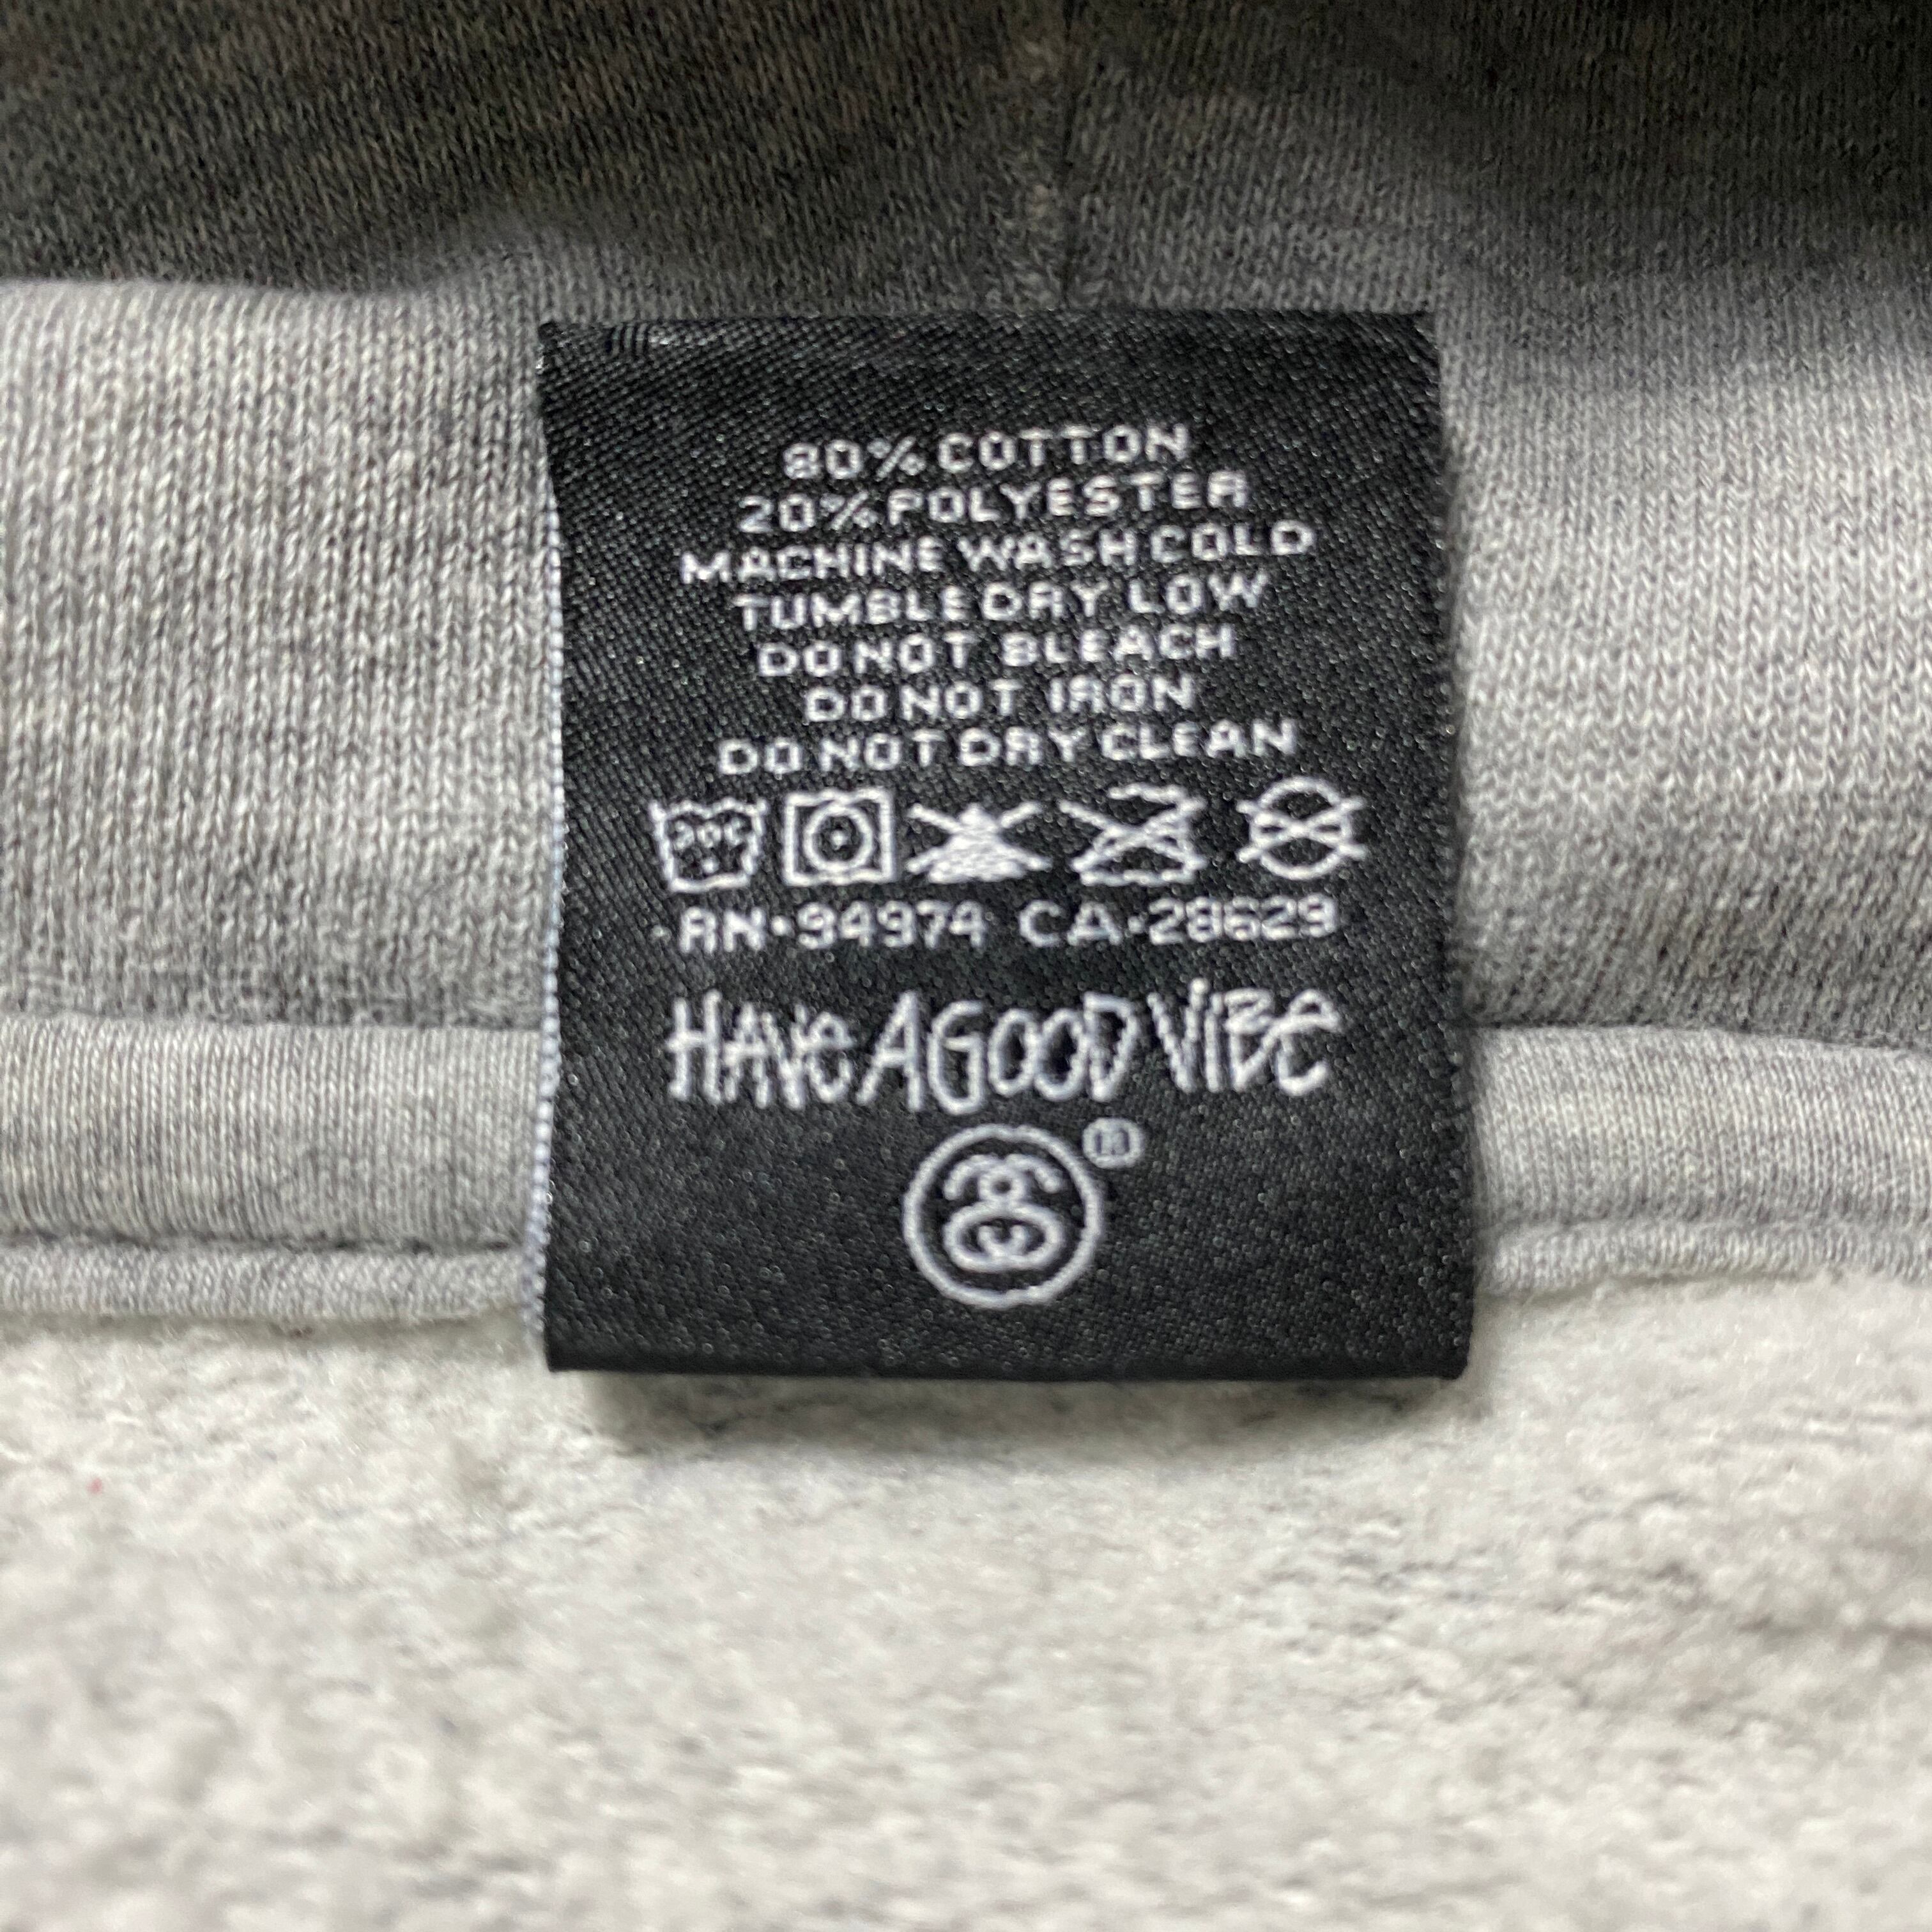 80% COTTON
20% POLYESTER
MACHINE WASH COLD
TUMBLE DRY LOW
DO NOT BLEACH
DO NOT IRON
DO NOT DRY CLEAN
30C
RN·94974 CA·28629
HAVE A GOOD VIBE
®